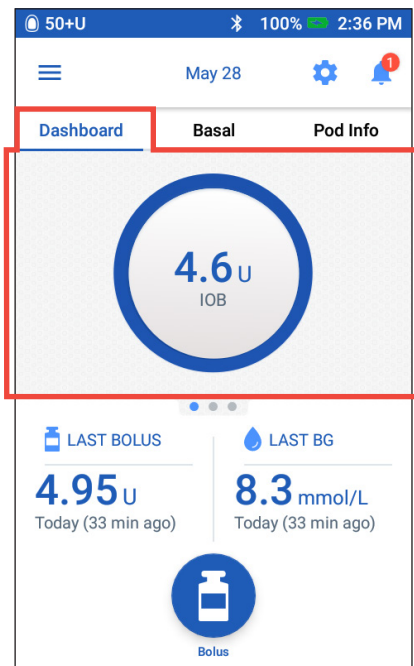 50+U 100% 2:36 PM
May 28 1
Dashboard Basal Pod Info
4.6 U
IOB
LAST BOLUS LAST BG
4.95 U 8.3 mmol/L
Today (33 min ago) Today (33 min ago)
Bolus